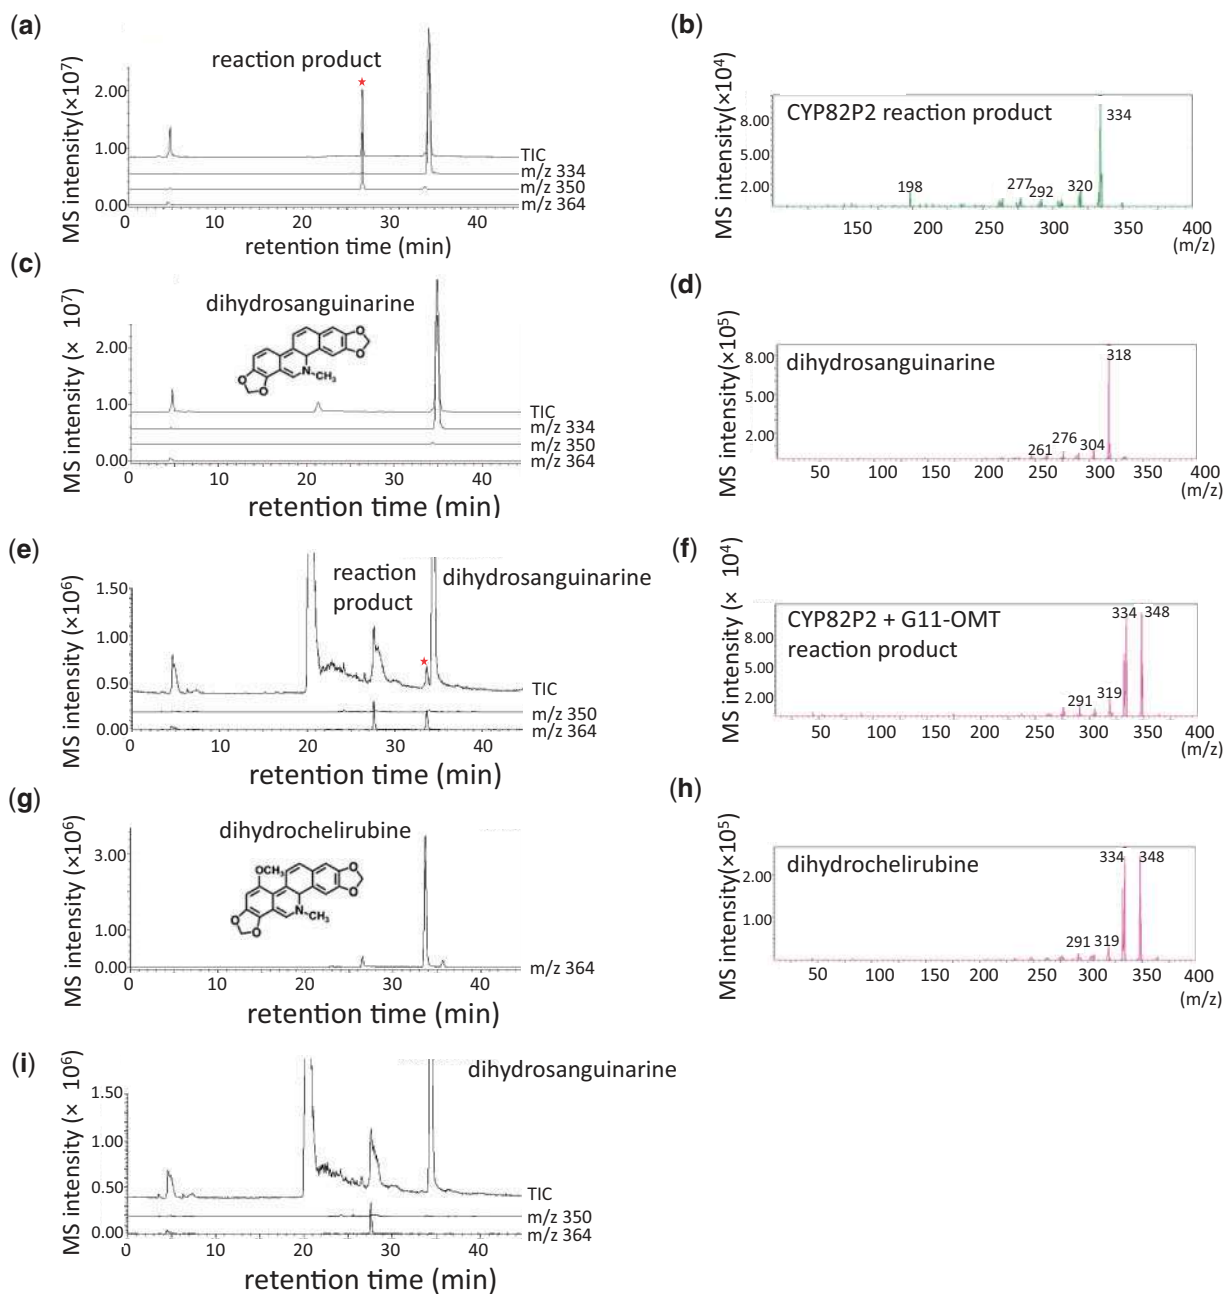 (a)
MS intensity(×10⁷)
2.00
1.00
0.00
reaction product
TIC
m/z 334
m/z 350
m/z 364
0 10 20 30 40
retention time (min)
(b)
MS intensity(×10⁴)
8.00
5.00
2.00
CYP82P2 reaction product
334
198
277
292
320
150 200 250 300 350 400
(m/z)
(c)
MS intensity (× 10⁷)
2.00
1.00
0.00
dihydrosanguinarine
O
O
N
CH₃
O
O
TIC
m/z 334
m/z 350
m/z 364
0 10 20 30 40
retention time (min)
(d)
MS intensity(×10⁵)
8.00
5.00
2.00
dihydrosanguinarine
318
261
276
304
50 100 150 200 250 300 350 400
(m/z)
(e)
MS intensity (×10⁶)
1.50
1.00
0.50
0.00
reaction
product
dihydrosanguinarine
TIC
m/z 350
m/z 364
0 10 20 30 40
retention time (min)
(f)
MS intensity (× 10⁴)
8.00
5.00
2.00
CYP82P2 + G11-OMT
reaction product
334
348
291
319
50 100 150 200 250 300 350 400
(m/z)
(g)
MS intensity (×10⁶)
3.00
1.00
0.00
dihydrochelirubine
OCH₃
O
O
N
CH₃
O
O
m/z 364
0 10 20 30 40
retention time (min)
(h)
MS intensity(×10⁵)
2.00
1.00
dihydrochelirubine
334
348
291
319
50 100 150 200 250 300 350 400
(m/z)
(i)
MS intensity (× 10⁶)
1.50
1.00
0.50
0.00
dihydrosanguinarine
TIC
m/z 350
m/z 364
0 10 20 30 40
retention time (min)